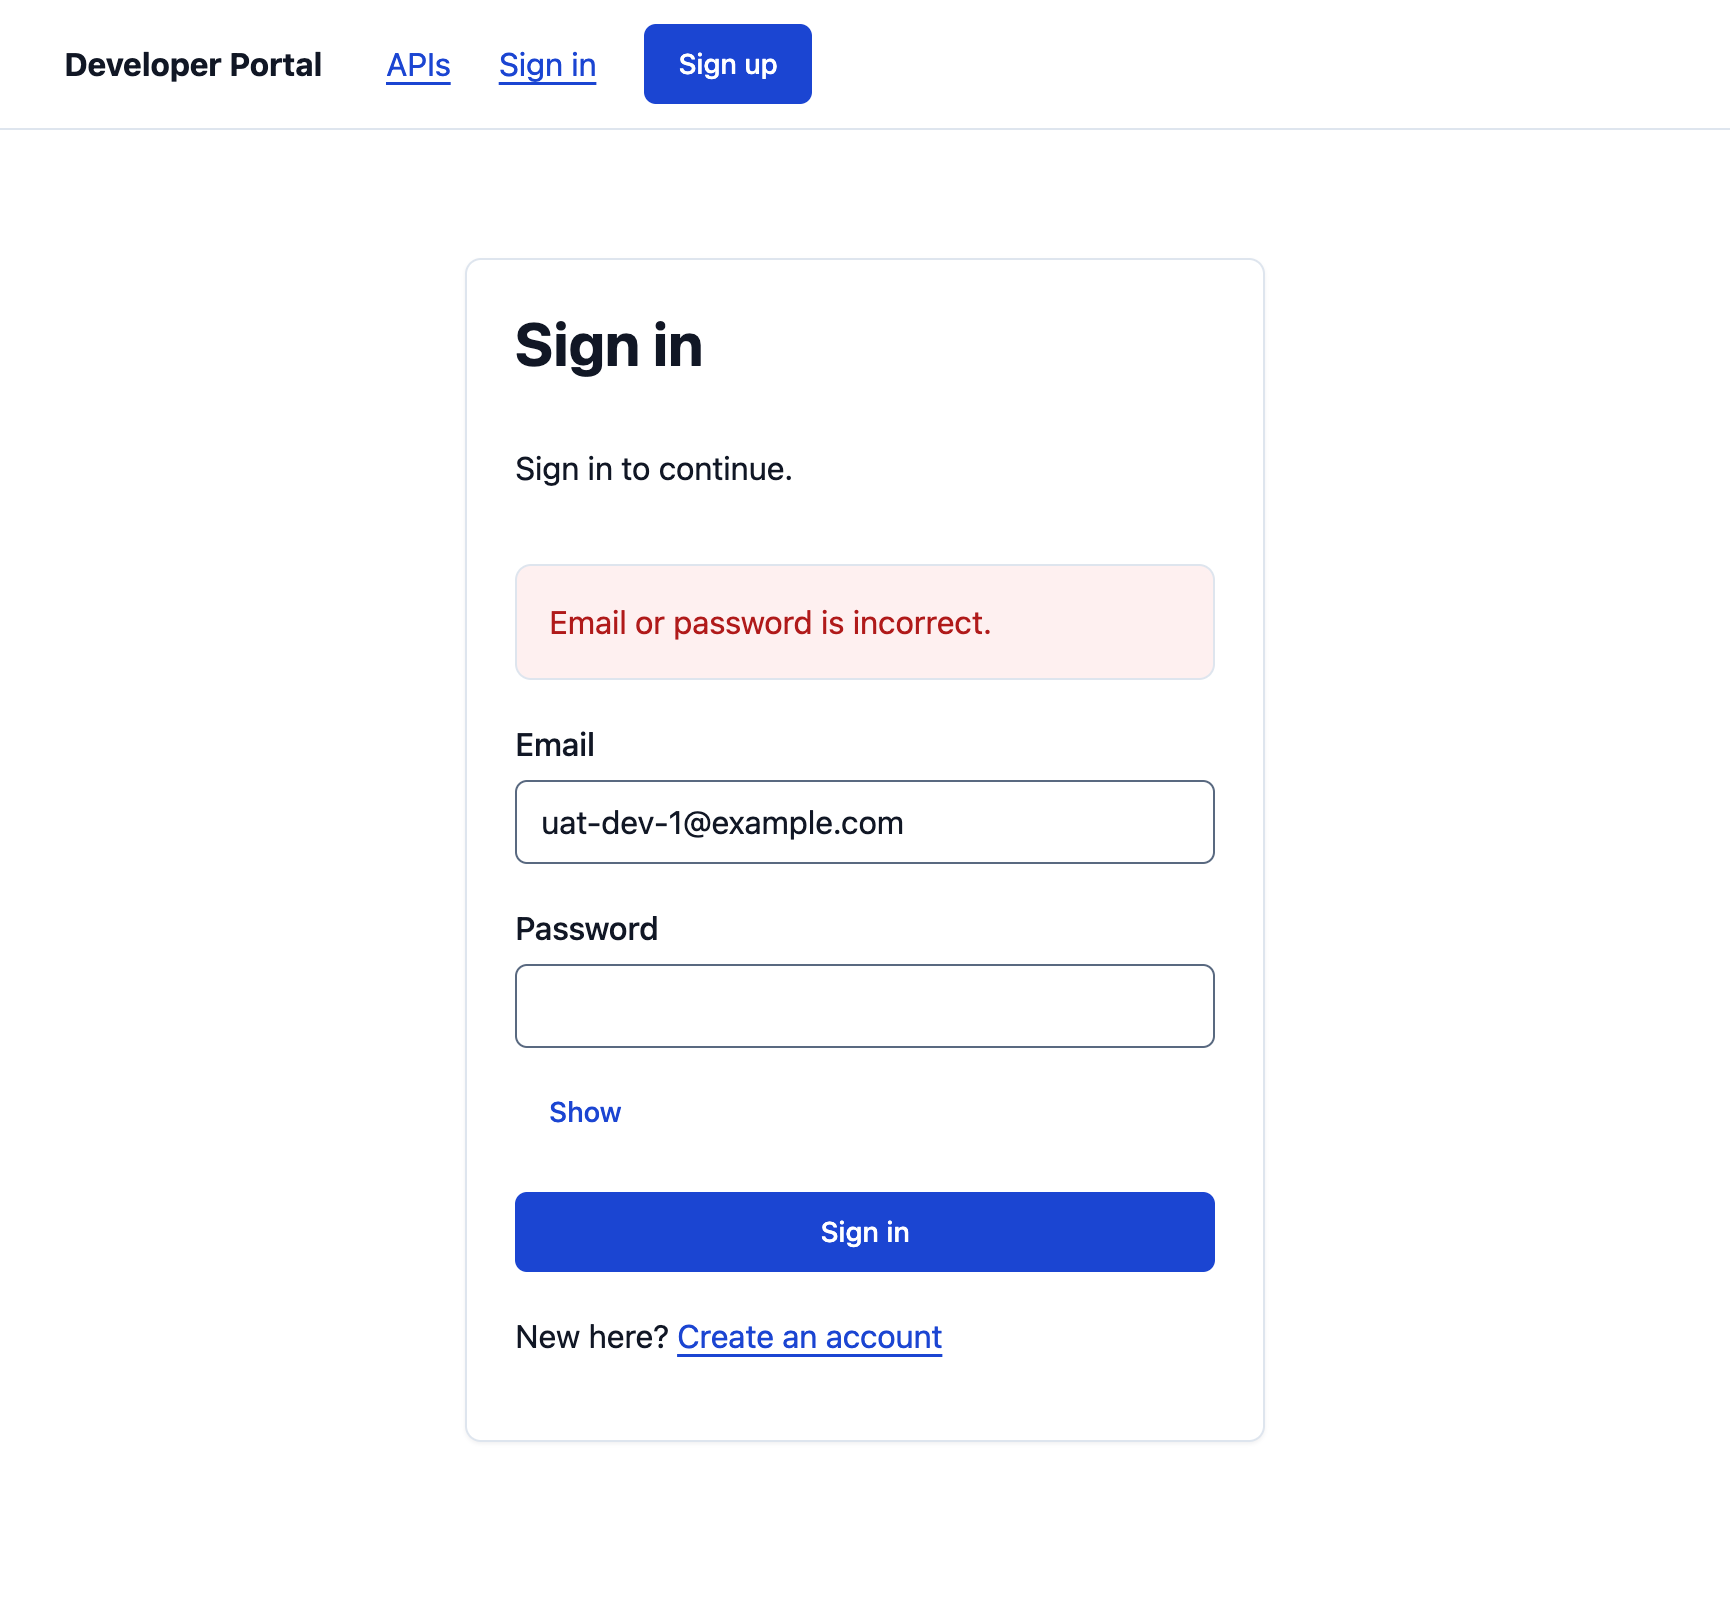 Developer Portal APIs Sign in Sign up
Sign in
Sign in to continue.
Email or password is incorrect.
Email
uat-dev-1@example.com
Password
Show
Sign in
New here? Create an account